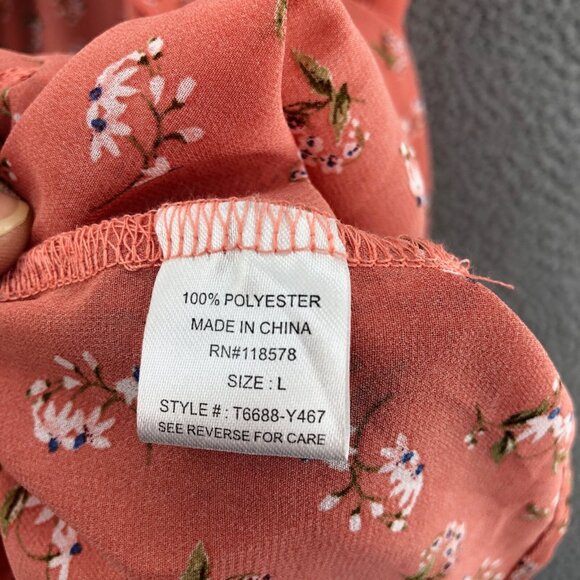 100% POLYESTER
MADE IN CHINA
RN#118578
SIZE : L
STYLE # : T6688-Y467
SEE REVERSE FOR CARE